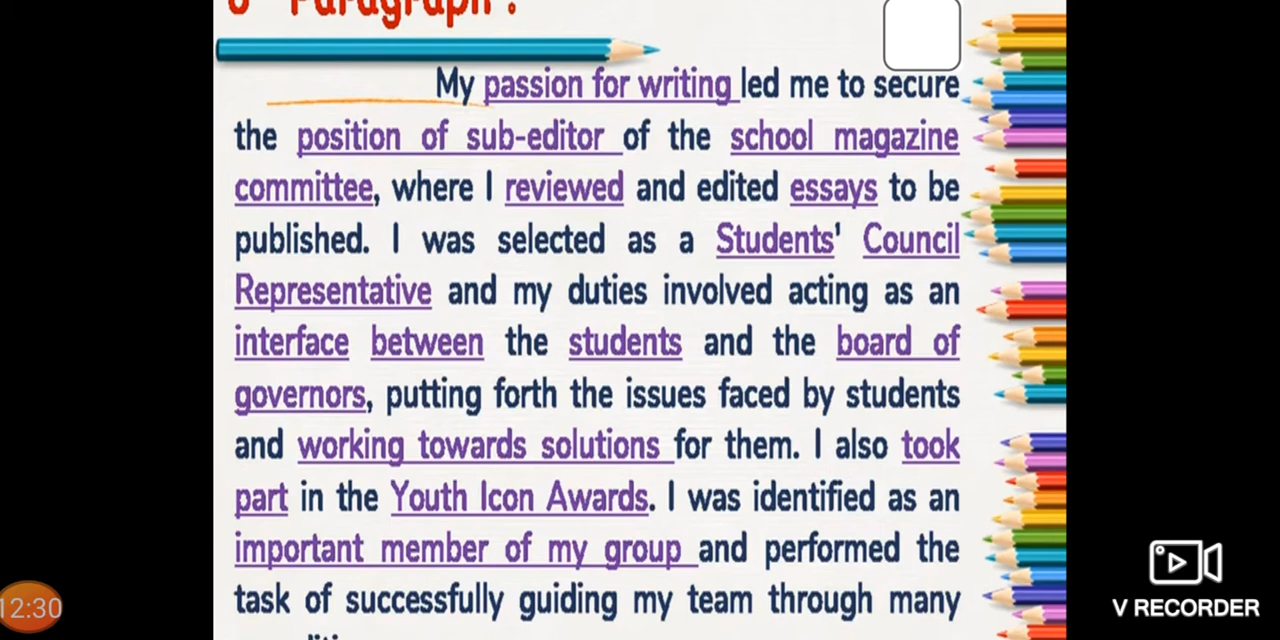 Paragraph :
My passion for writing led me to secure
the position of sub-editor of the school magazine
committee, where I reviewed and edited essays to be
published. I was selected as a Students' Council
Representative and my duties involved acting as an
interface between the students and the board of
governors, putting forth the issues faced by students
and working towards solutions for them. I also took
part in the Youth Icon Awards. I was identified as an
important member of my group and performed the
task of successfully guiding my team through many
12:30
V RECORDER